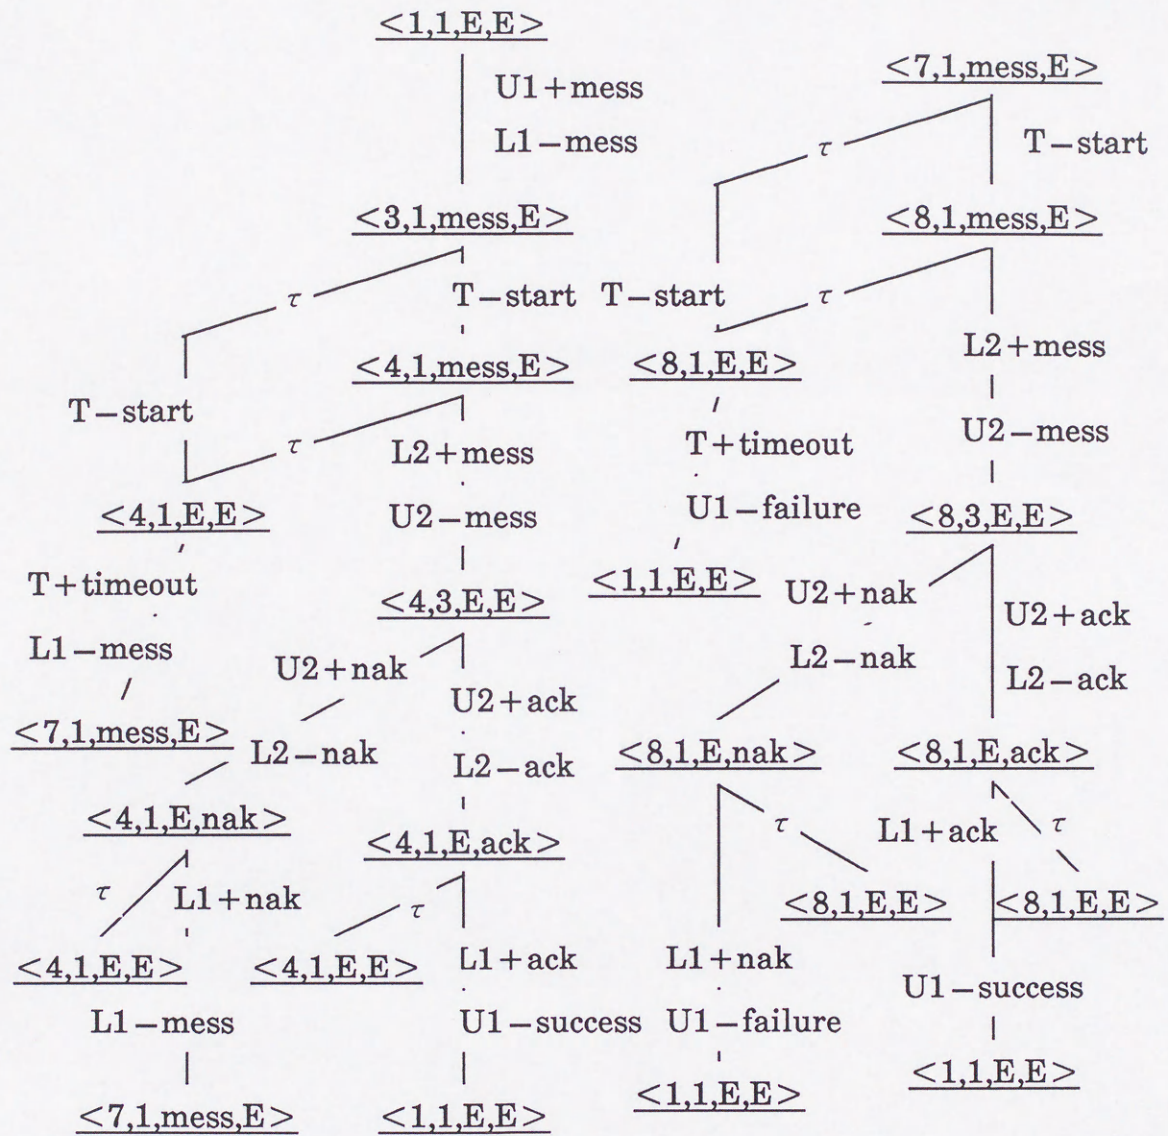 <1,1,E,E>
U1+mess
L1−mess
<3,1,mess,E>
τ
T−start
T−start
<4,1,mess,E>
τ
L2+mess
U2−mess
<4,1,E,E>
T+timeout
L1−mess
<7,1,mess,E>
<4,3,E,E>
U2+nak
L2−nak
U2+ack
L2−ack
<4,1,E,nak>
τ
L1+nak
<4,1,E,E>
L1−mess
<7,1,mess,E>
<4,1,E,ack>
τ
<4,1,E,E>
L1+ack
U1−success
<1,1,E,E>
<7,1,mess,E>
τ
T−start
T−start
<8,1,mess,E>
τ
L2+mess
U2−mess
<8,1,E,E>
T+timeout
U1−failure
<1,1,E,E>
<8,3,E,E>
U2+nak
L2−nak
U2+ack
L2−ack
<8,1,E,nak>
τ
<8,1,E,E>
L1+nak
U1−failure
<1,1,E,E>
<8,1,E,ack>
L1+ack
τ
<8,1,E,E>
U1−success
<1,1,E,E>